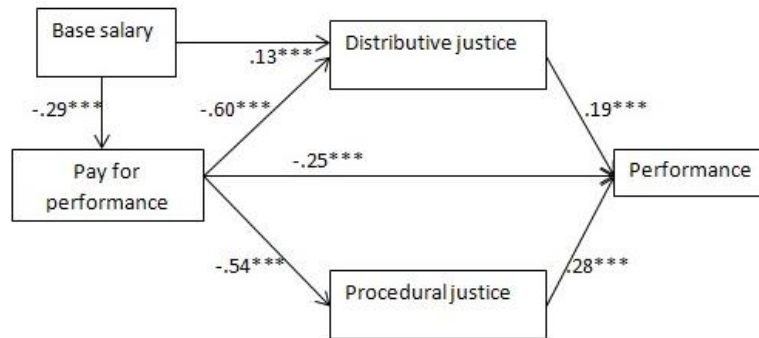 Base salary
Distributive justice
.13***
-.29***
-.60***
.19***
Pay for
performance
-.25***
Performance
-.54***
.28***
Procedural justice